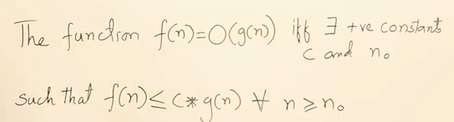 The function f(n)=O(g(n)) iff ∃ +ve constants
c and n₀
such that f(n)≤ c*g(n) ∀ n≥n₀